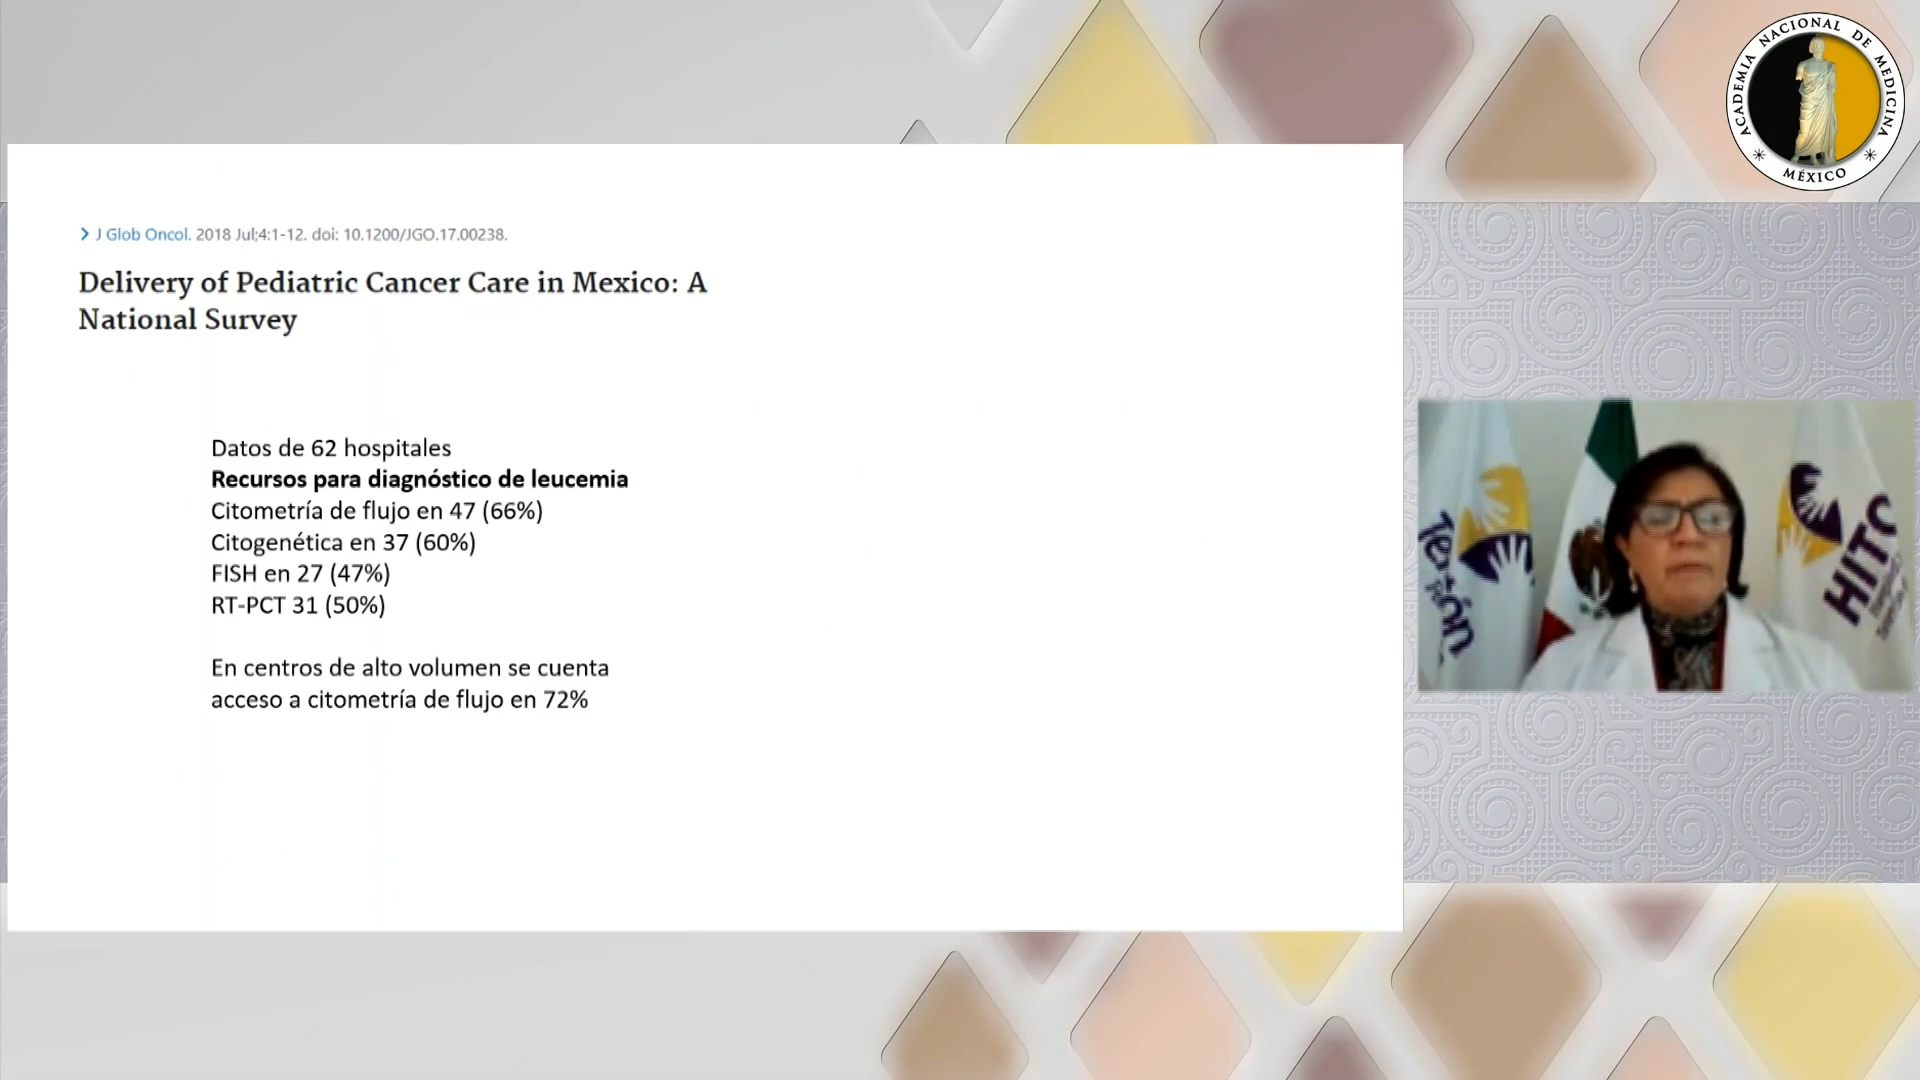 ACADEMIA NACIONAL DE MEDICINA
MÉXICO
J Glob Oncol. 2018 Jul;4:1-12. doi: 10.1200/JGO.17.00238.
Delivery of Pediatric Cancer Care in Mexico: A
National Survey
Datos de 62 hospitales
Recursos para diagnóstico de leucemia
Citometría de flujo en 47 (66%)
Citogenética en 37 (60%)
FISH en 27 (47%)
RT-PCT 31 (50%)
En centros de alto volumen se cuenta
acceso a citometría de flujo en 72%
HITO